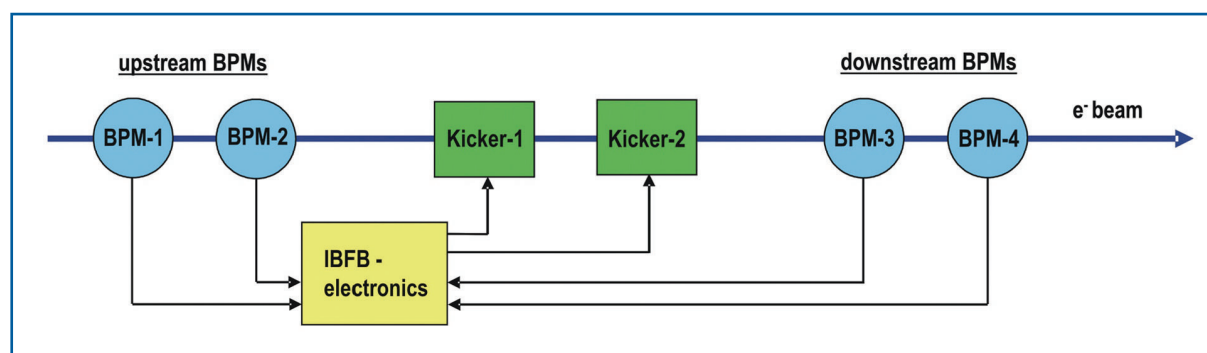 upstream BPMs
downstream BPMs
e- beam
BPM-1
BPM-2
Kicker-1
Kicker-2
BPM-3
BPM-4
IBFB -
electronics